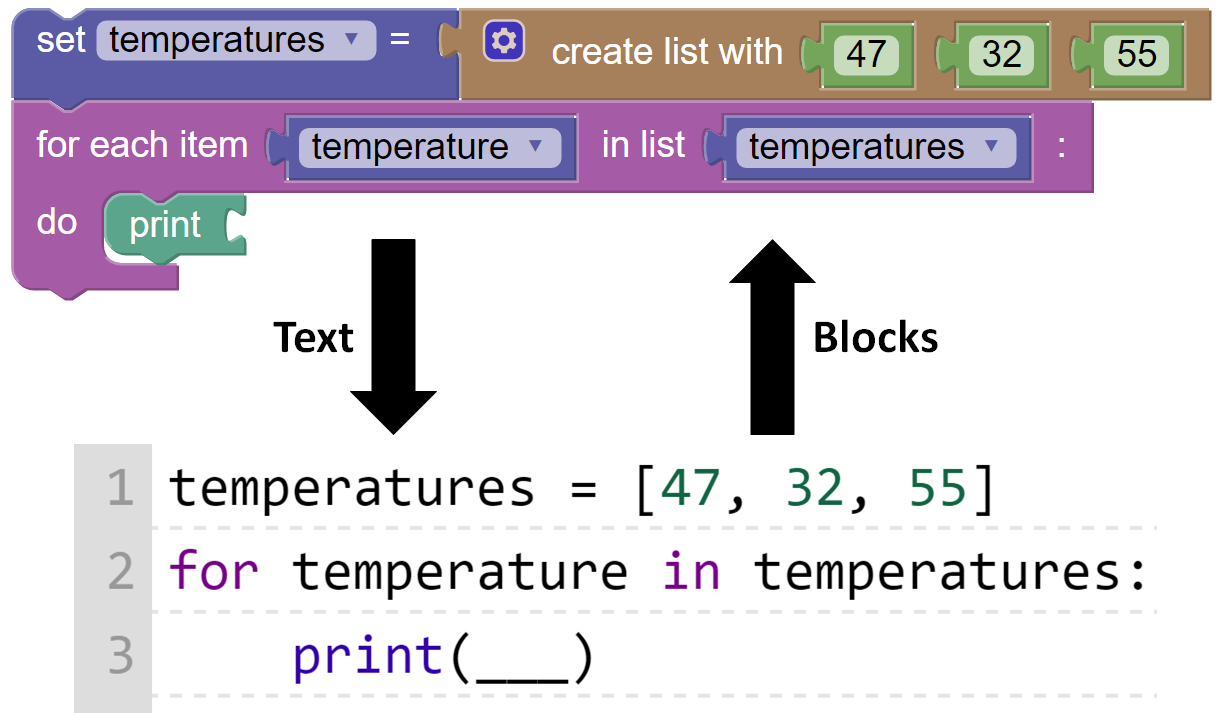 set temperatures ▼ = create list with 47 32 55
for each item temperature ▼ in list temperatures ▼ :
do print
Text Blocks
1 temperatures = [47, 32, 55]
2 for temperature in temperatures:
3     print(___)